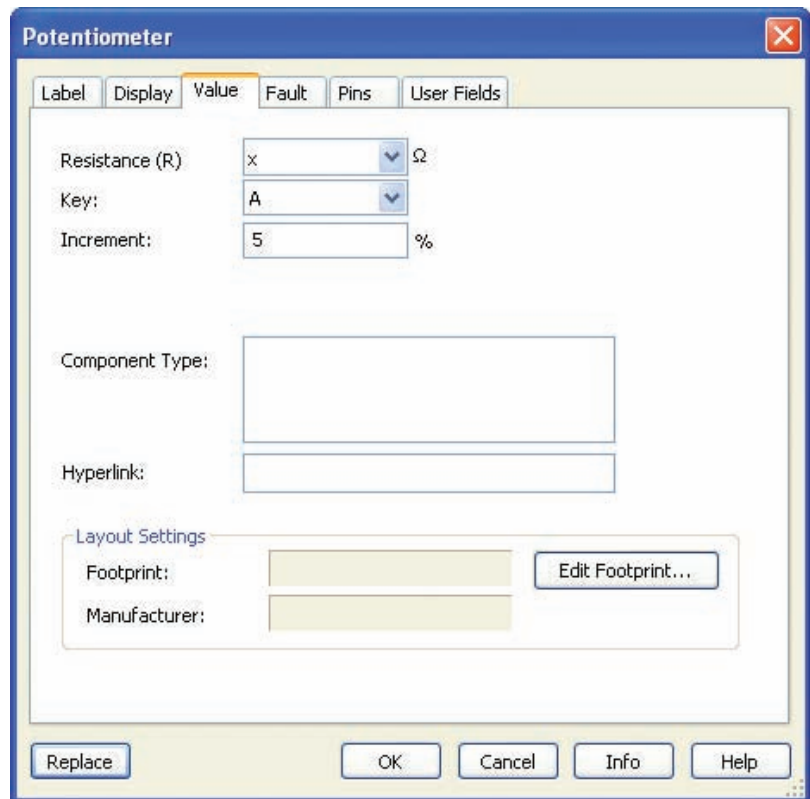 Potentiometer
Label Display Value Fault Pins User Fields
Resistance (R) x Ω
Key: A
Increment: 5 %
Component Type:
Hyperlink:
Layout Settings
Footprint: Edit Footprint...
Manufacturer:
Replace OK Cancel Info Help